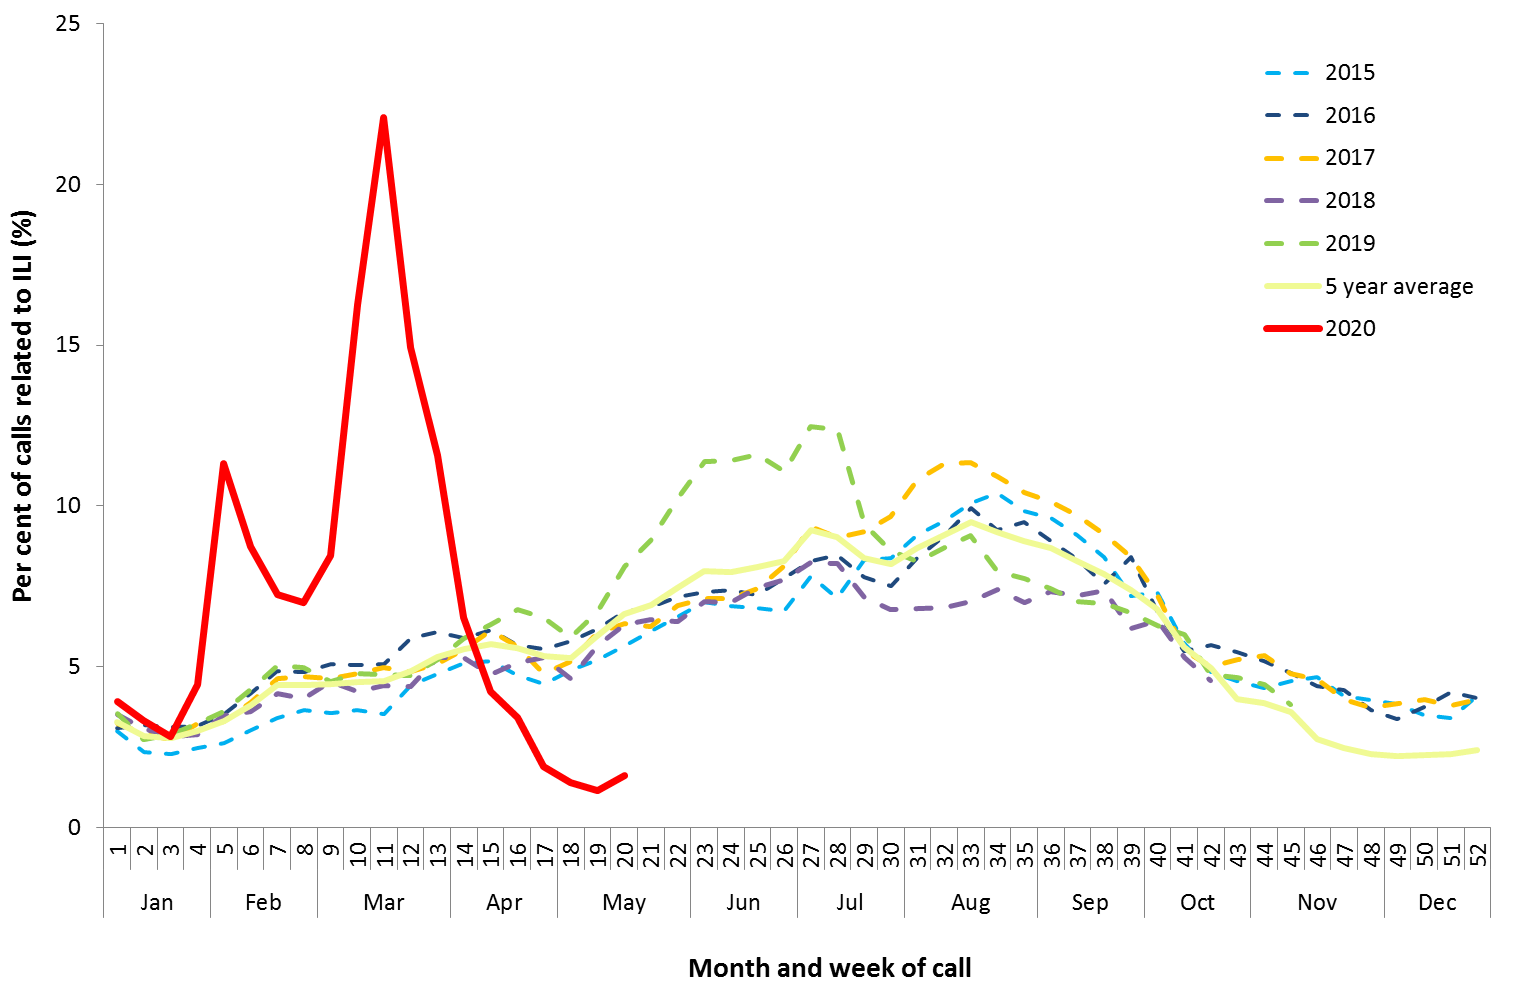 25
20
15
10
5
0
Per cent of calls related to ILI (%)
2015
2016
2017
2018
2019
5 year average
2020
1 2 3 4 5 6 7 8 9 10 11 12 13 14 15 16 17 18 19 20 21 22 23 24 25 26 27 28 29 30 31 32 33 34 35 36 37 38 39 40 41 42 43 44 45 46 47 48 49 50 51 52
Jan Feb Mar Apr May Jun Jul Aug Sep Oct Nov Dec
Month and week of call